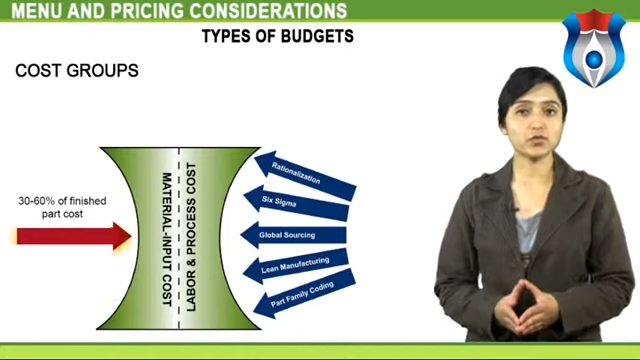 MENU AND PRICING CONSIDERATIONS
TYPES OF BUDGETS
COST GROUPS
30-60% of finished
part cost
MATERIAL-INPUT COST
LABOR & PROCESS COST
Rationalization
Six Sigma
Global Sourcing
Lean Manufacturing
Part Family Coding